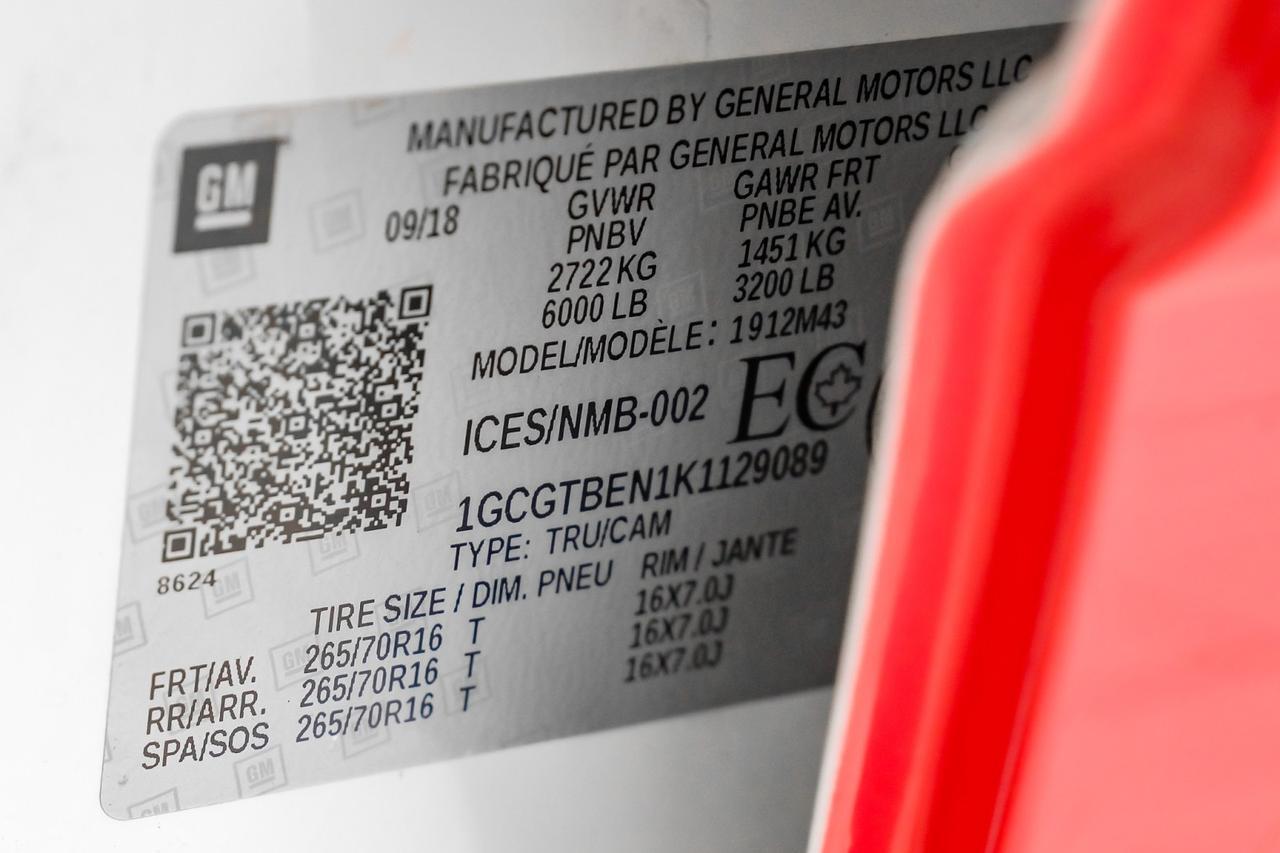 GM
MANUFACTURED BY GENERAL MOTORS LLC
FABRIQUÉ PAR GENERAL MOTORS LLC
09/18 GVWR GAWR FRT
PNBV PNBE AV.
2722 KG 1451 KG
6000 LB 3200 LB
MODEL/MODÈLE: 1912M43
ICES/NMB-002 EC
1GCGTBEN1K1129089
TYPE: TRU/CAM
8624
TIRE SIZE / DIM. PNEU RIM / JANTE
FRT/AV. 265/70R16 T 16X7.0J
RR/ARR. 265/70R16 T 16X7.0J
SPA/SOS 265/70R16 T 16X7.0J